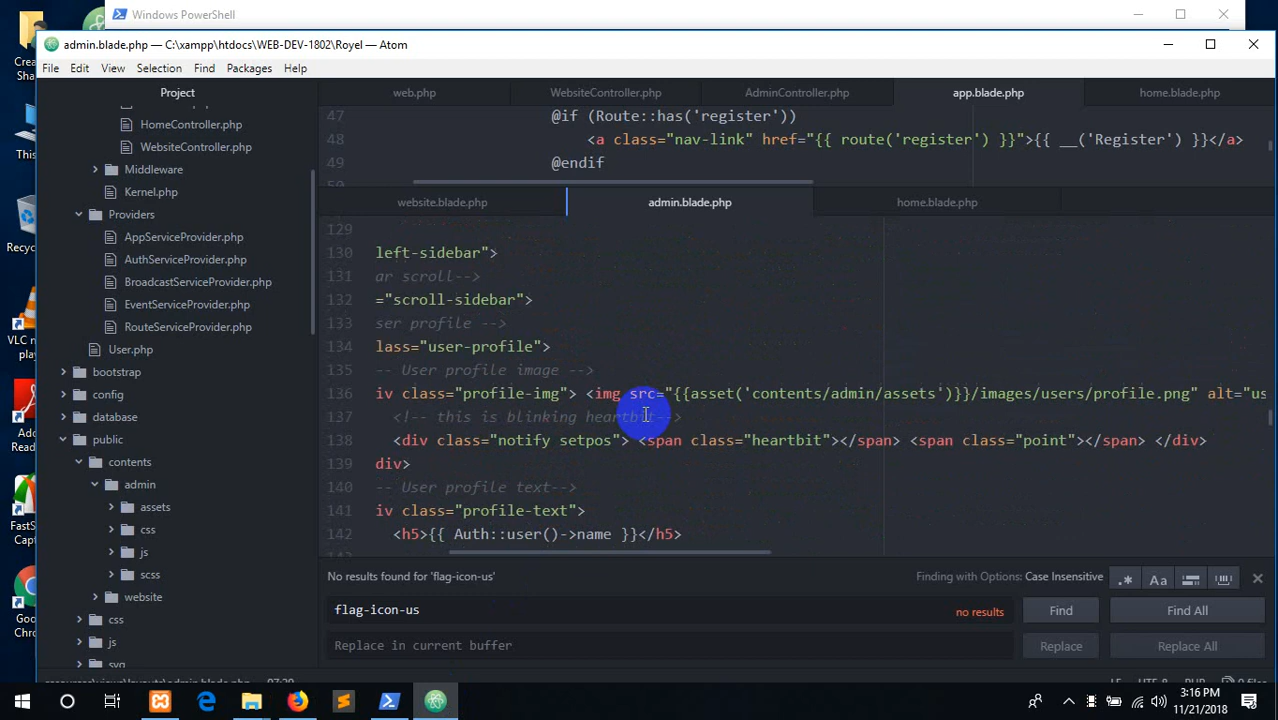 Windows PowerShell
admin.blade.php — C:\xampp\htdocs\WEB-DEV-1802\Royel — Atom
File Edit View Selection Find Packages Help
Project
HomeController.php
WebsiteController.php
Middleware
Kernel.php
Providers
AppServiceProvider.php
AuthServiceProvider.php
BroadcastServiceProvider.php
EventServiceProvider.php
RouteServiceProvider.php
User.php
bootstrap
config
database
public
contents
admin
assets
css
js
scss
website
css
js
svg
web.php WebsiteController.php AdminController.php app.blade.php home.blade.php
47 @if (Route::has('register'))
48 <a class="nav-link" href="{{ route('register') }}">{{ __('Register') }}</a>
49 @endif
50
website.blade.php admin.blade.php home.blade.php
129
130 left-sidebar">
131 ar scroll-->
132 ="scroll-sidebar">
133 ser profile -->
134 lass="user-profile">
135 -- User profile image -->
136 iv class="profile-img"> <img src="{{asset('contents/admin/assets')}}/images/users/profile.png" alt="us
137 <!-- this is blinking heartbit-->
138 <div class="notify setpos"> <span class="heartbit"></span> <span class="point"></span> </div>
139 div>
140 -- User profile text-->
141 iv class="profile-text">
142 <h5>{{ Auth::user()->name }}</h5>
No results found for 'flag-icon-us'
Finding with Options: Case Insensitive
.* Aa
flag-icon-us
no results
Find Find All
Replace in current buffer
Replace Replace All
3:16 PM
11/21/2018